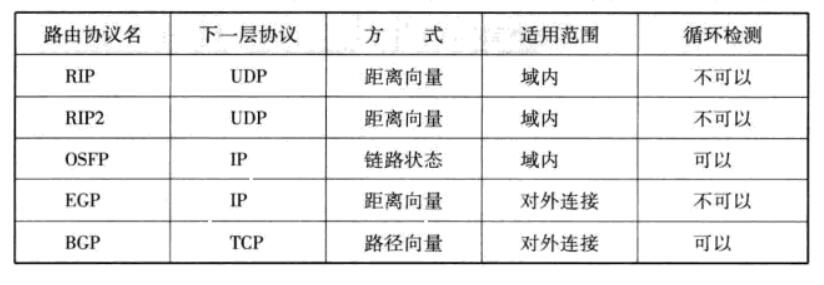 路由协议名 下一层协议 方 式 适用范围 循环检测
RIP UDP 距离向量 域内 不可以
RIP2 UDP 距离向量 域内 不可以
OSFP IP 链路状态 域内 可以
EGP IP 距离向量 对外连接 不可以
BGP TCP 路径向量 对外连接 可以